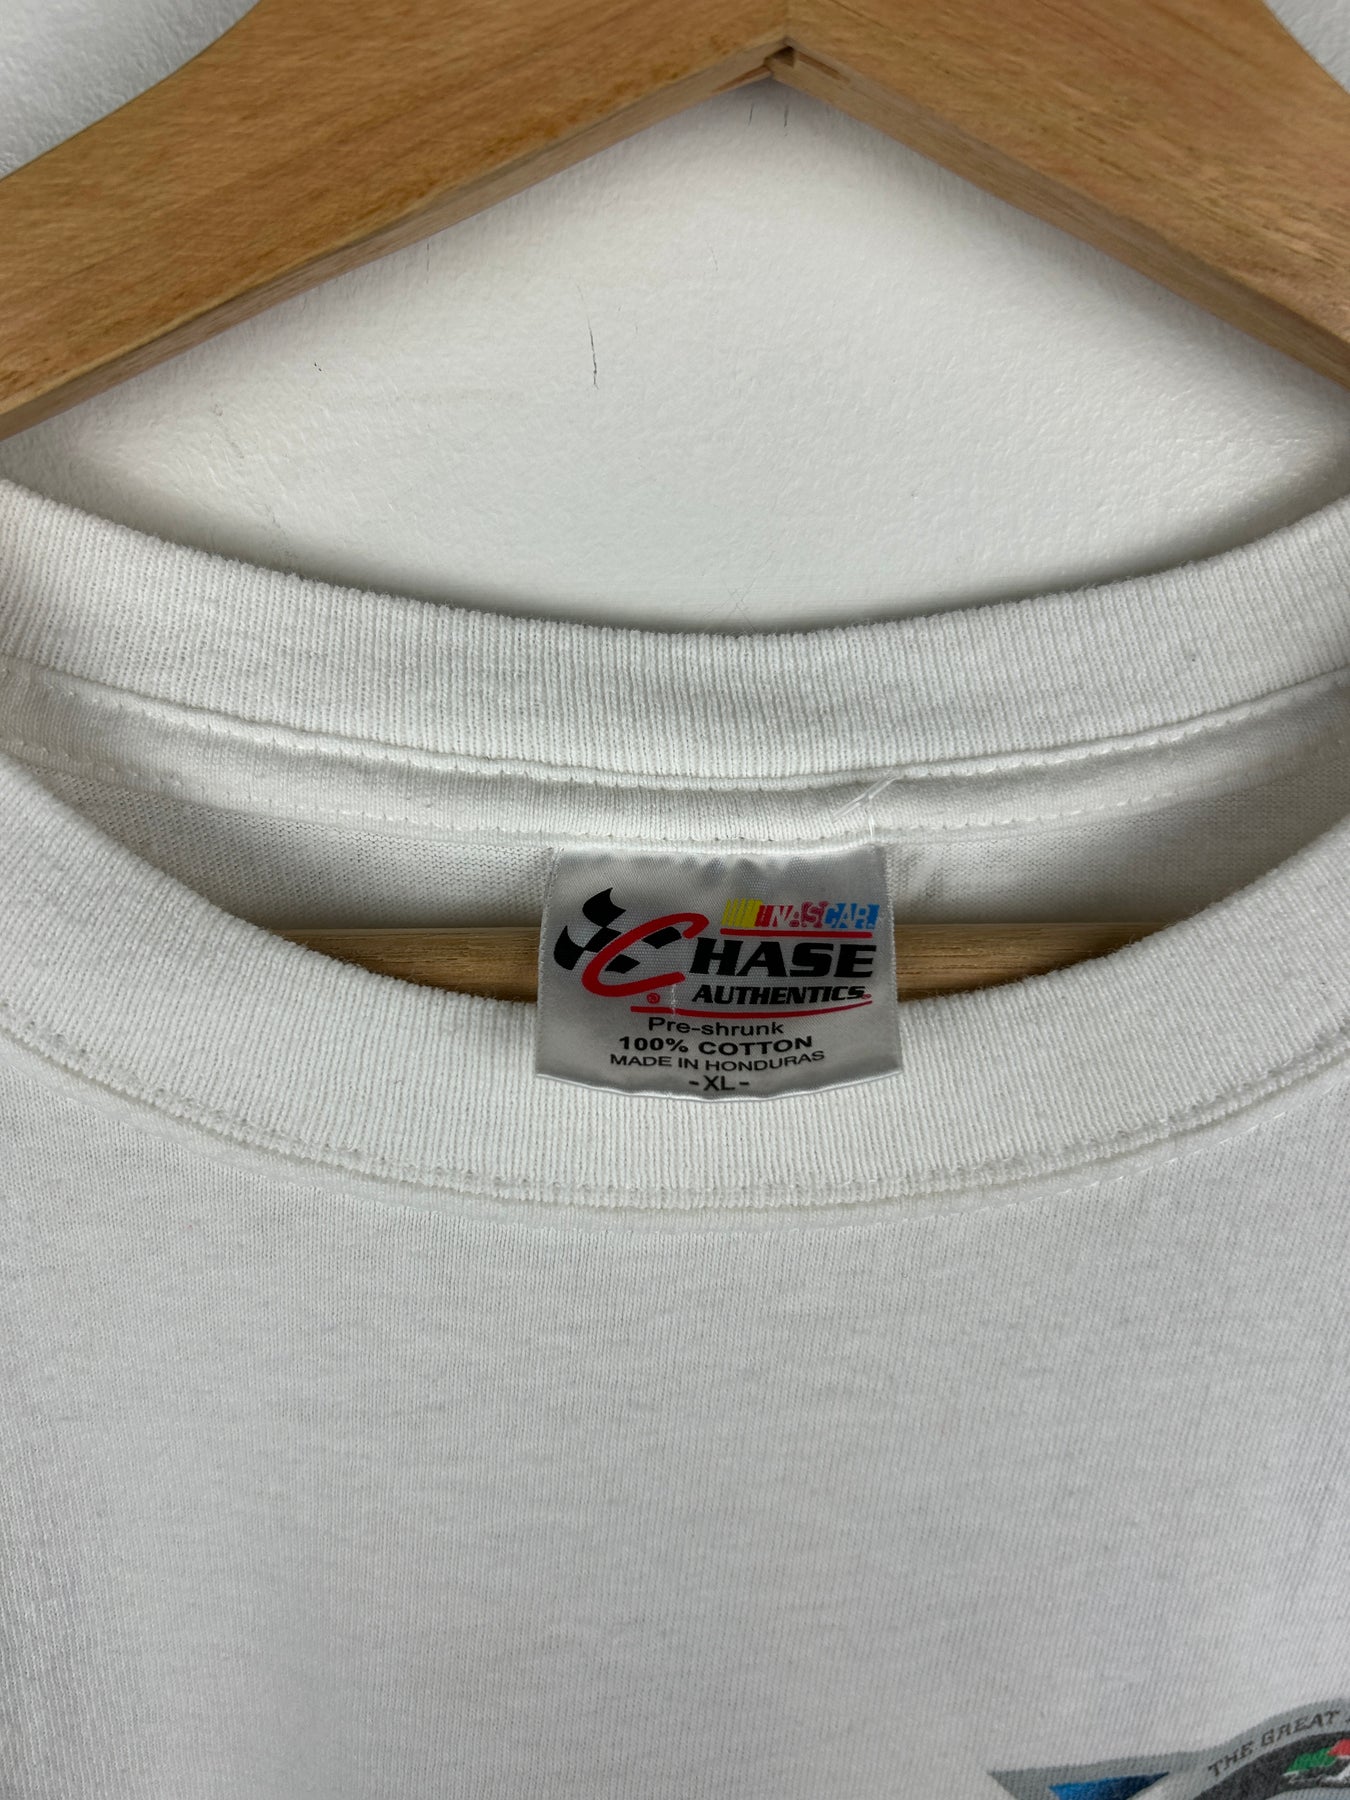 NASCAR
CHASE
AUTHENTICS®
®
Pre-shrunk
100% COTTON
MADE IN HONDURAS
-XL-
THE GREAT